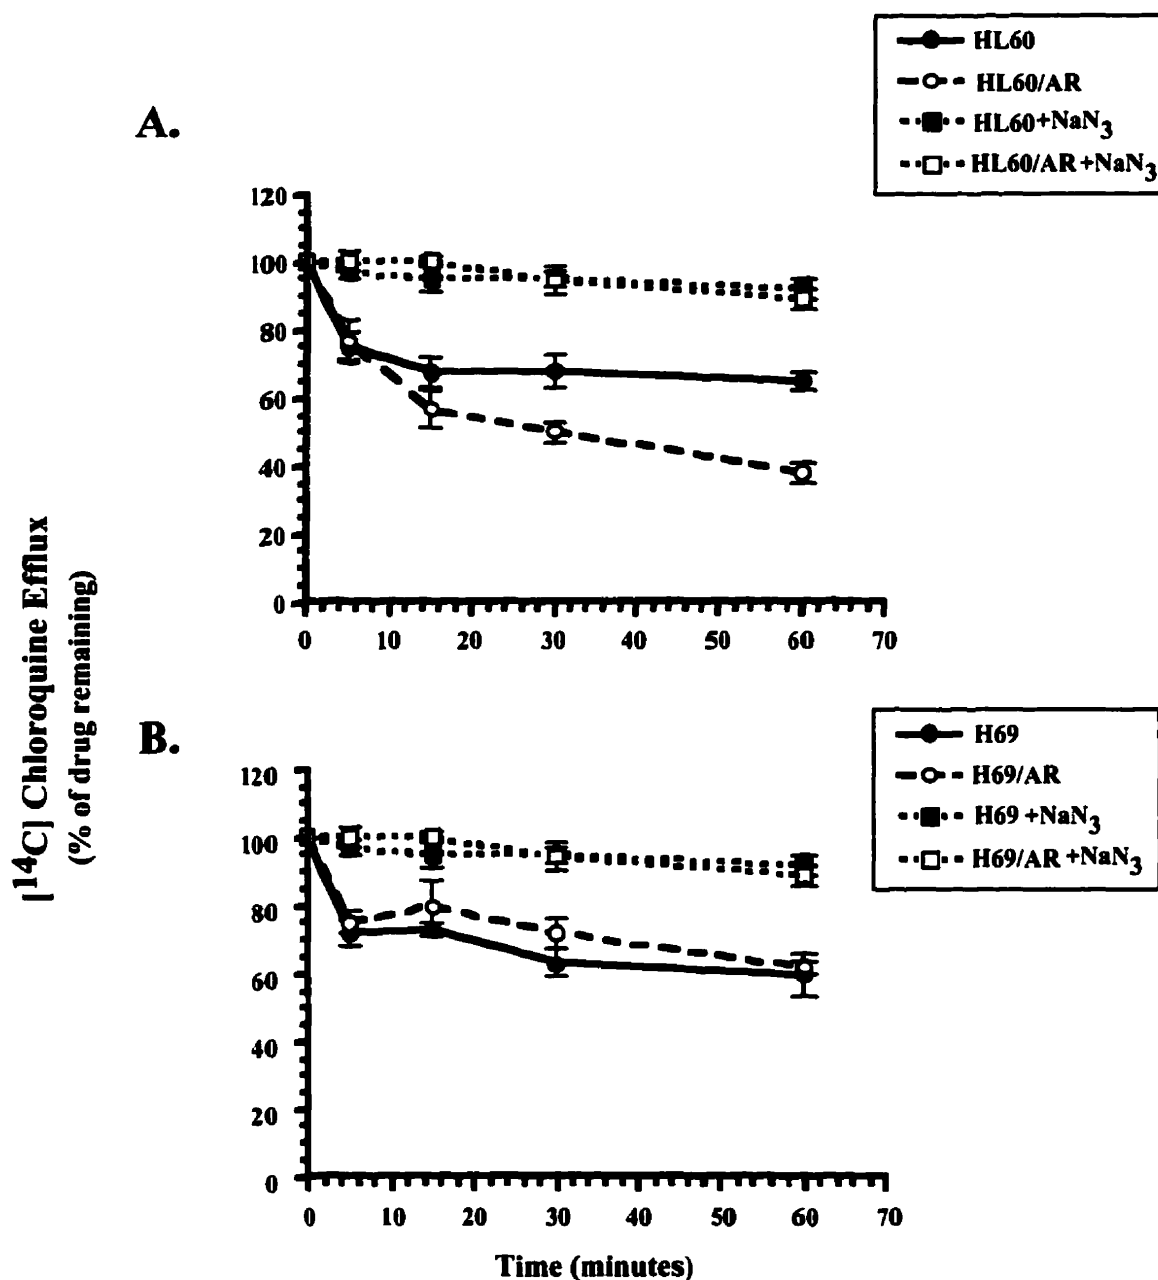 HL60
HL60/AR
HL60+NaN3
HL60/AR +NaN3
A.
120
100
80
60
40
20
0
0 10 20 30 40 50 60 70
[14C] Chloroquine Efflux
(% of drug remaining)
B.
H69
H69/AR
H69 +NaN3
H69/AR +NaN3
120
100
80
60
40
20
0
0 10 20 30 40 50 60 70
Time (minutes)